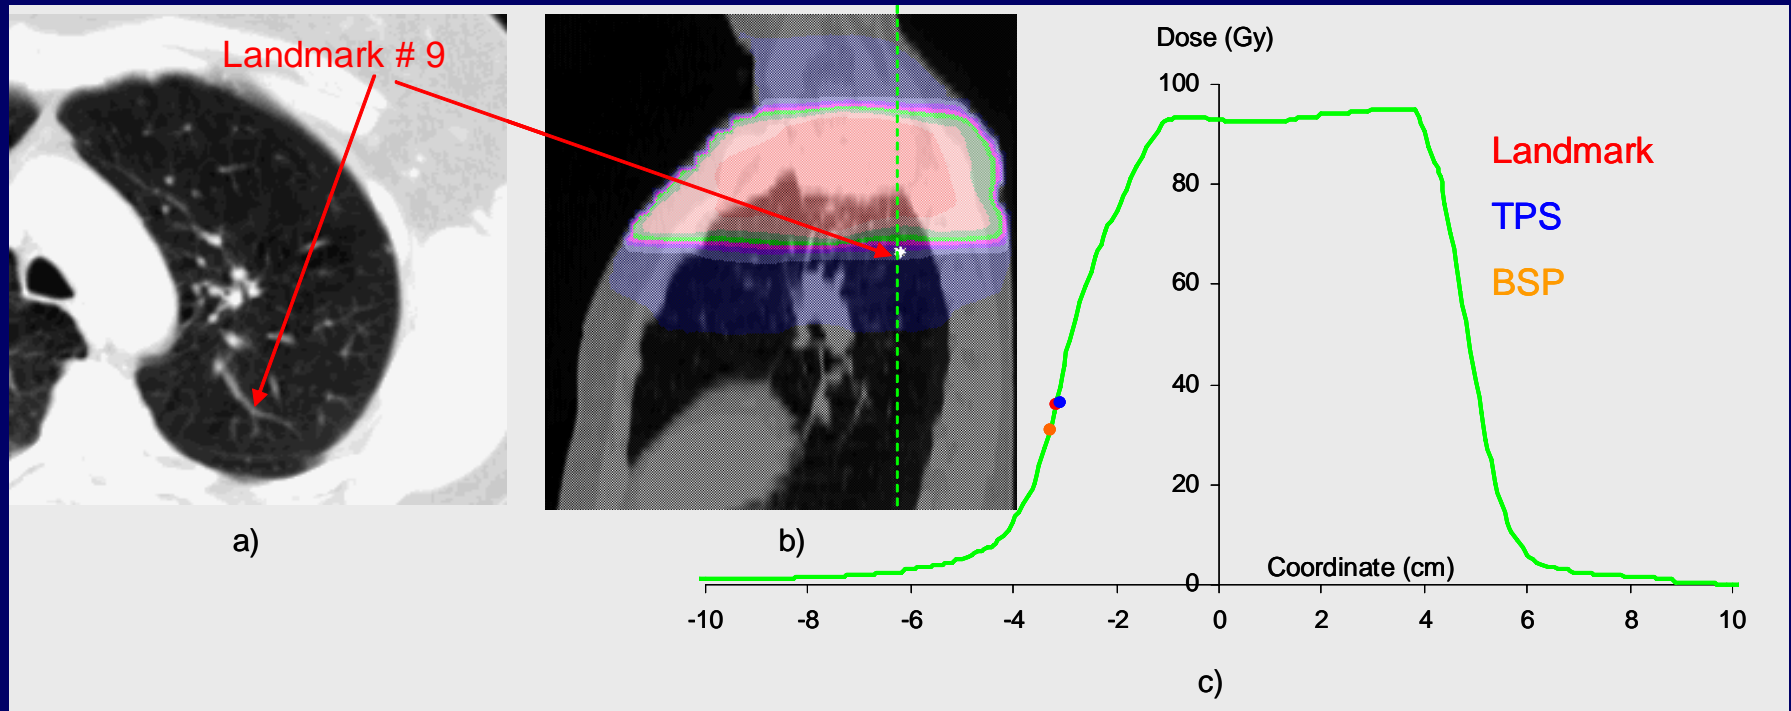 Landmark # 9
a)
b)
Dose (Gy)
100
80
60
40
20
0
Landmark
TPS
BSP
Coordinate (cm)
-10 -8 -6 -4 -2 0 2 4 6 8 10
c)